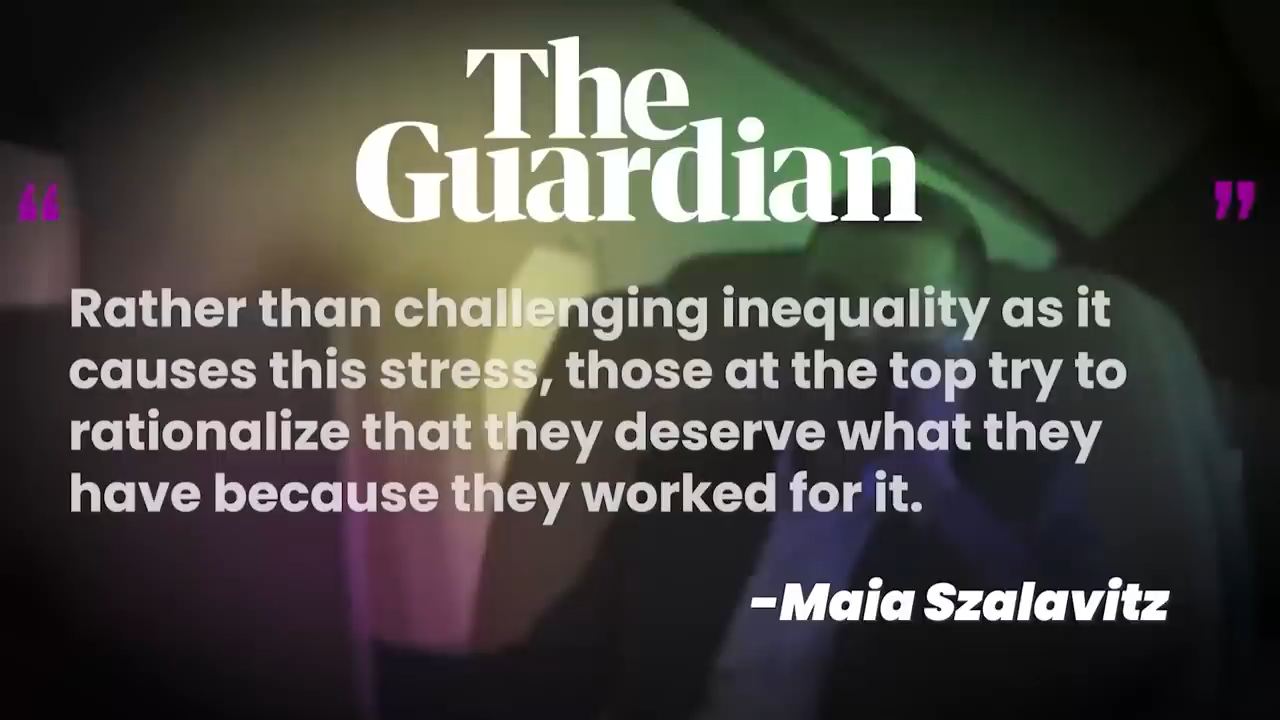 The
Guardian
“ ”
Rather than challenging inequality as it
causes this stress, those at the top try to
rationalize that they deserve what they
have because they worked for it.
-Maia Szalavitz